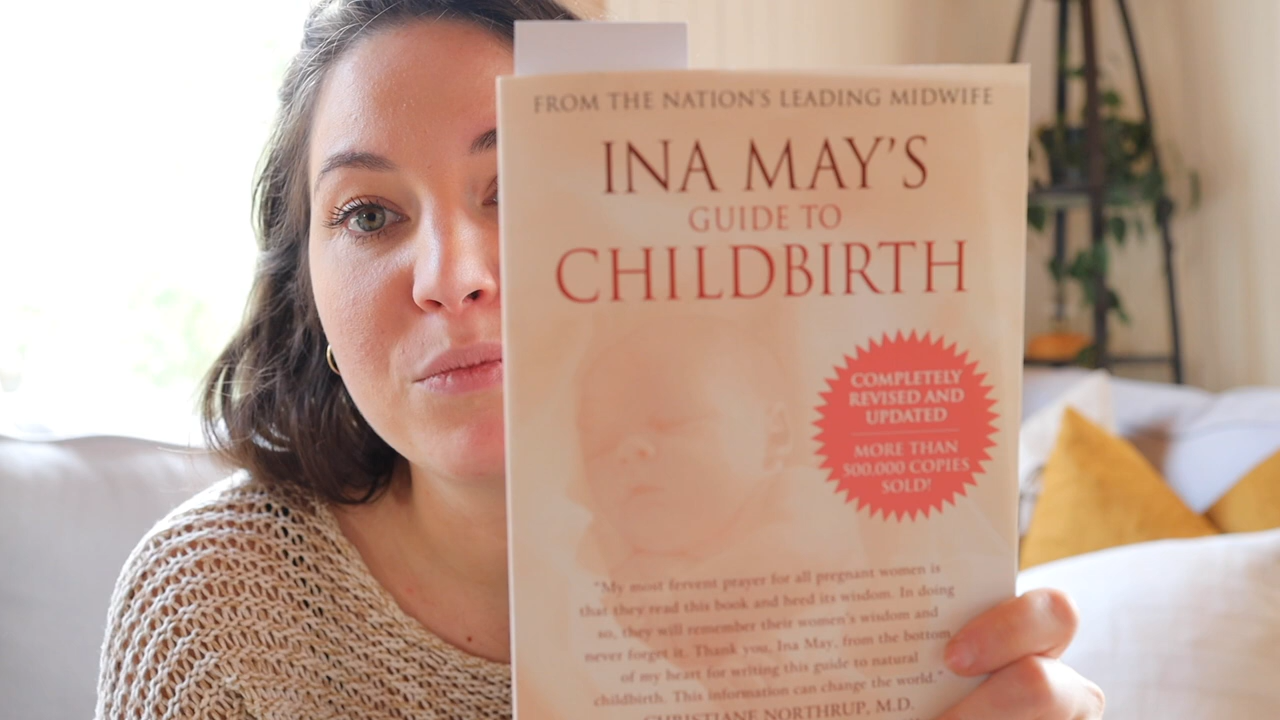 FROM THE NATION'S LEADING MIDWIFE
INA MAY'S
GUIDE TO
CHILDBIRTH
COMPLETELY
REVISED AND
UPDATED
MORE THAN
500,000 COPIES
SOLD!
"My most fervent prayer for all pregnant women is
that they read this book and heed its wisdom. In doing
so, they will remember their women's wisdom and
never forget it. Thank you, Ina May, from the bottom
of my heart for writing this guide to natural
childbirth. This information can change the world."
CHRISTIANE NORTHRUP, M.D.